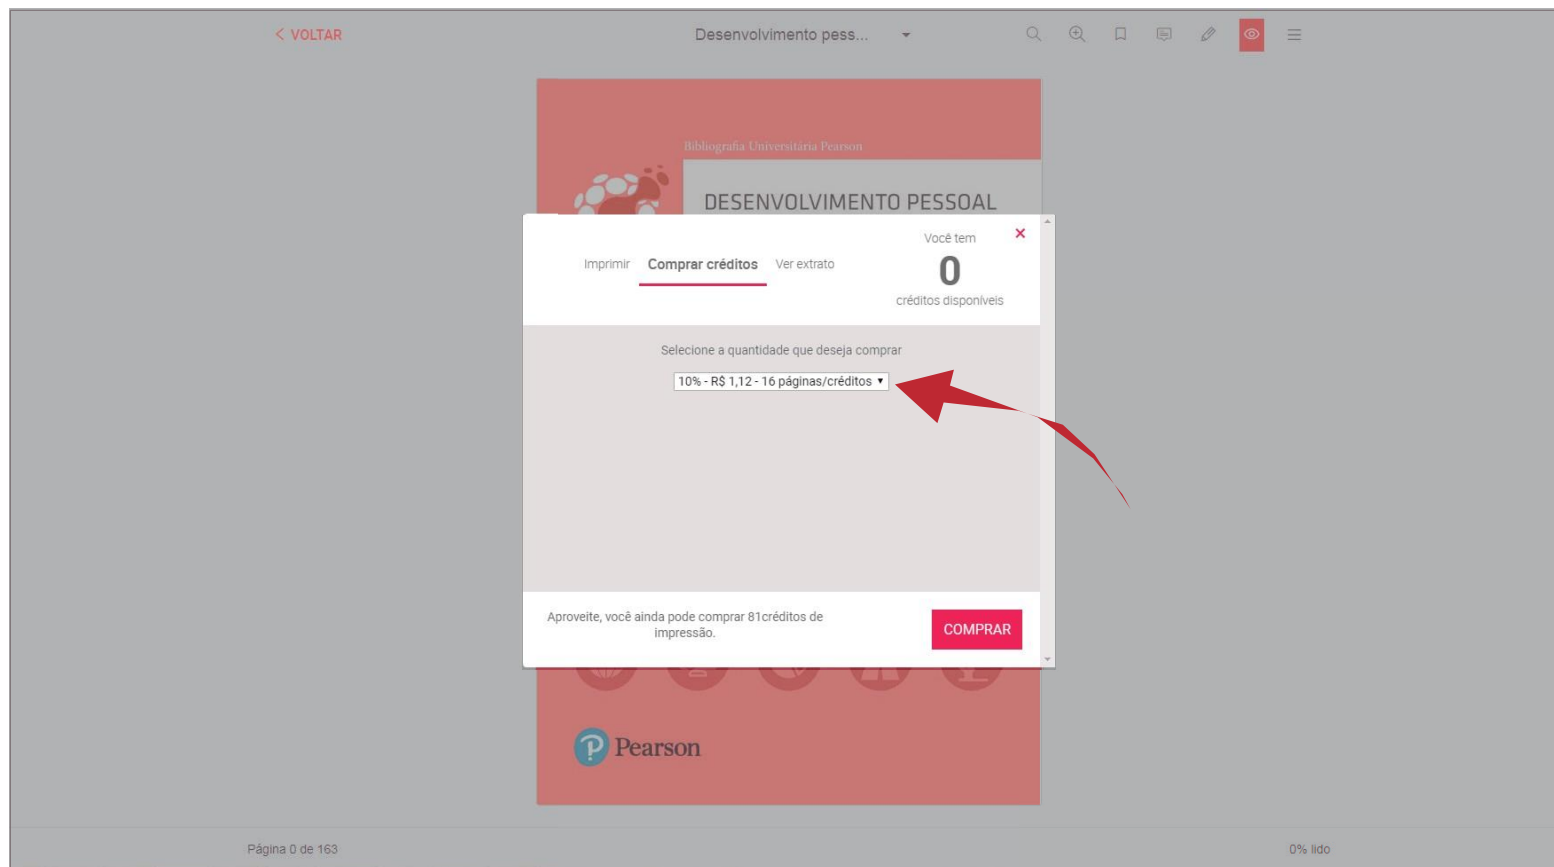 VOLTAR
Desenvolvimento pess...
Bibliografia Universitária Pearson
DESENVOLVIMENTO PESSOAL
Imprimir Comprar créditos Ver extrato
Você tem
0
créditos disponíveis
Selecione a quantidade que deseja comprar
10% - R$ 1,12 - 16 páginas/créditos
Aproveite, você ainda pode comprar 81créditos de
impressão.
COMPRAR
Pearson
Página 0 de 163
0% lido